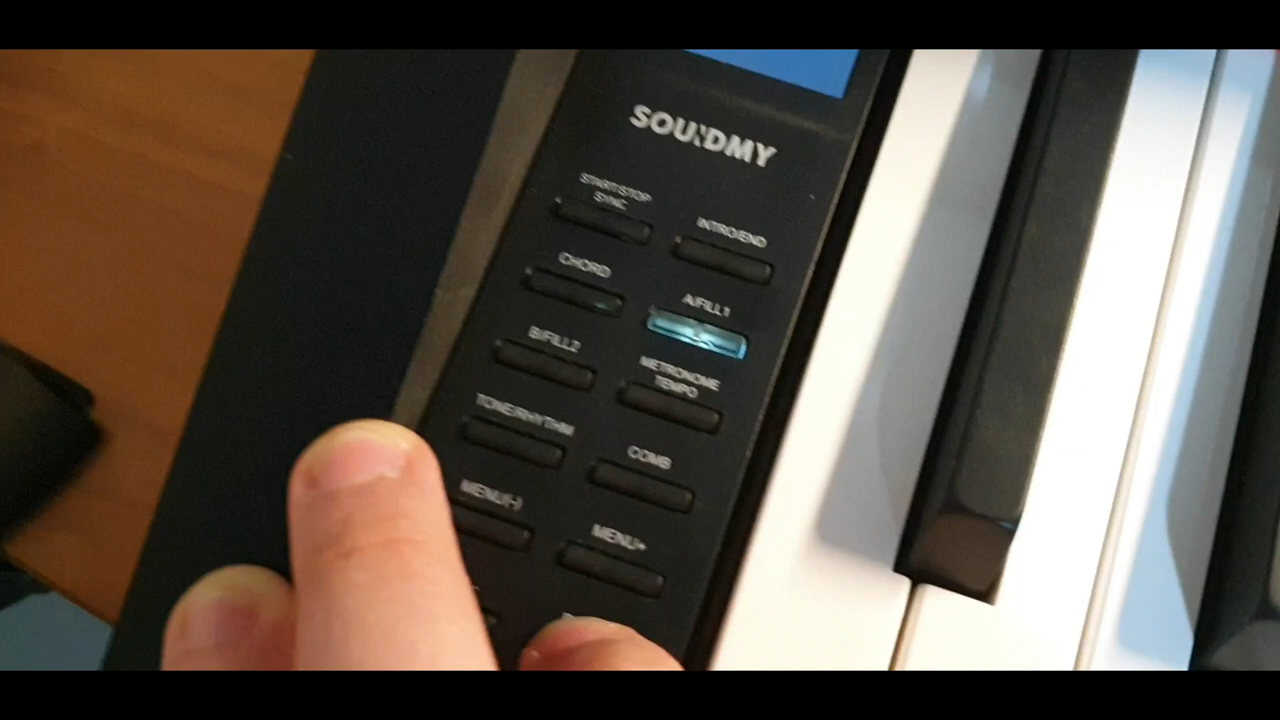 SOUNDMY
START/STOP
SYNC
INTRO/END
CHORD
A/FILL1
B/FILL2
METRONOME
TEMPO
TONE/RHYTHM
COMB
MENU(-)
MENU+